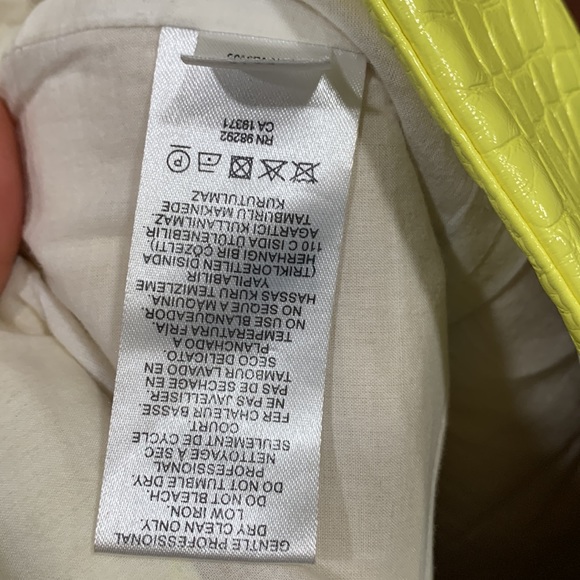 GENTLE PROFESSIONAL
DRY CLEAN ONLY.
LOW IRON.
DO NOT BLEACH.
DO NOT TUMBLE DRY.
PROFESSIONAL
NETTOYAGE A SEC
SEULEMENT DE CYCLE
COURT.
FER CHALEUR BASSE.
NE PAS JAVELLISER.
PAS DE SECHAGE EN
TAMBOUR LAVADO EN
SECO DELICATO.
PLANCHADO A
TEMPERATURA FRIA.
NO USE BLANQUEADOR.
NO SEQUE A MAQUINA.
HASSAS KURU TEMIZLEME
YAPILABILIR
(TRIKLORETILEN DISINDA
HERHANGI BIR ÇOZELTI)
110 C ISIDA UTULENEBILIR
AGARTICI KULLANILMAZ
TAMBURLU MAKINEDE
KURUTULMAZ
P
CA 19371
RN 98292